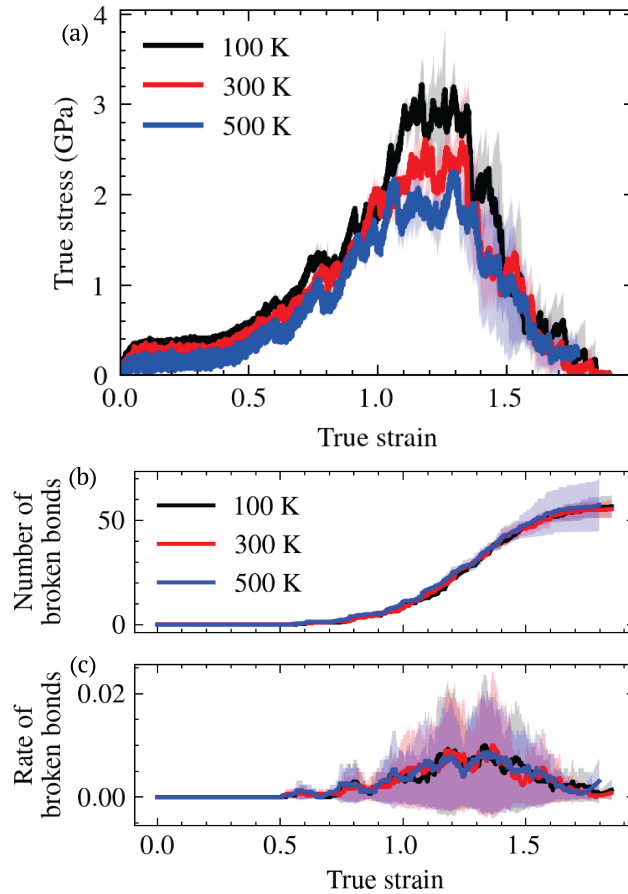 (a)
100 K
300 K
500 K
True stress (GPa)
4
3
2
1
0
0.0 0.5 1.0 1.5
True strain
(b)
100 K
300 K
500 K
Number of
broken bonds
50
0
(c)
Rate of
broken bonds
0.02
0.00
0.0 0.5 1.0 1.5
True strain